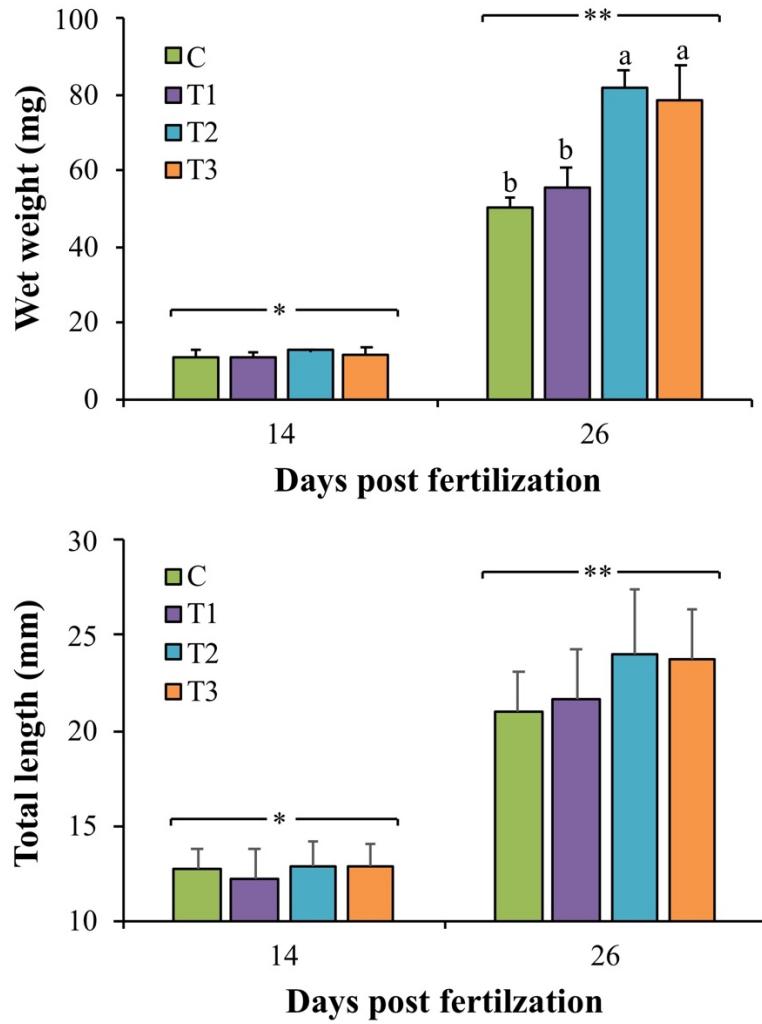 Wet weight (mg)
100
80
60
40
20
0
C
T1
T2
T3
*
**
b
b
a
a
14
26
Days post fertilization
Total length (mm)
30
25
20
15
10
C
T1
T2
T3
*
**
14
26
Days post fertilzation